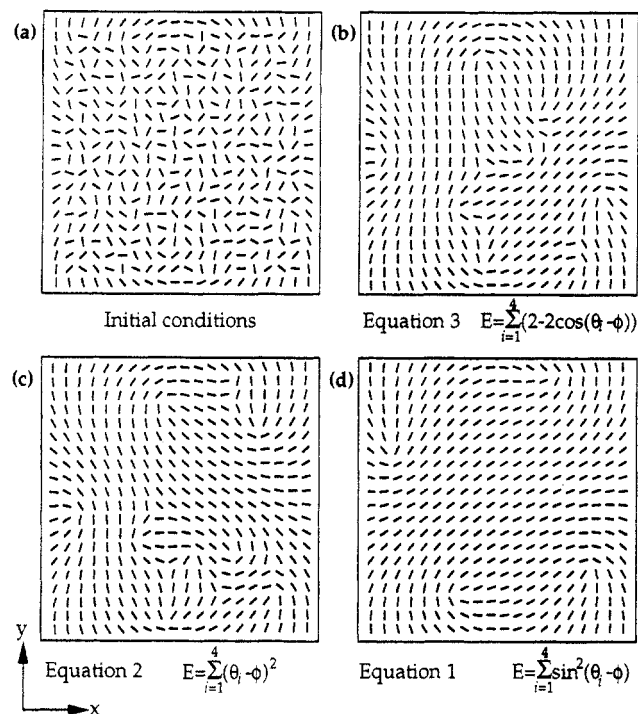 (a)
Initial conditions
(b)
Equation 3 E=∑(2-2cos(θi-φ)) i=1 4
(c)
Equation 2 E=∑(θi-φ)² i=1 4
(d)
Equation 1 E=∑sin²(θi-φ) i=1 4
y
x